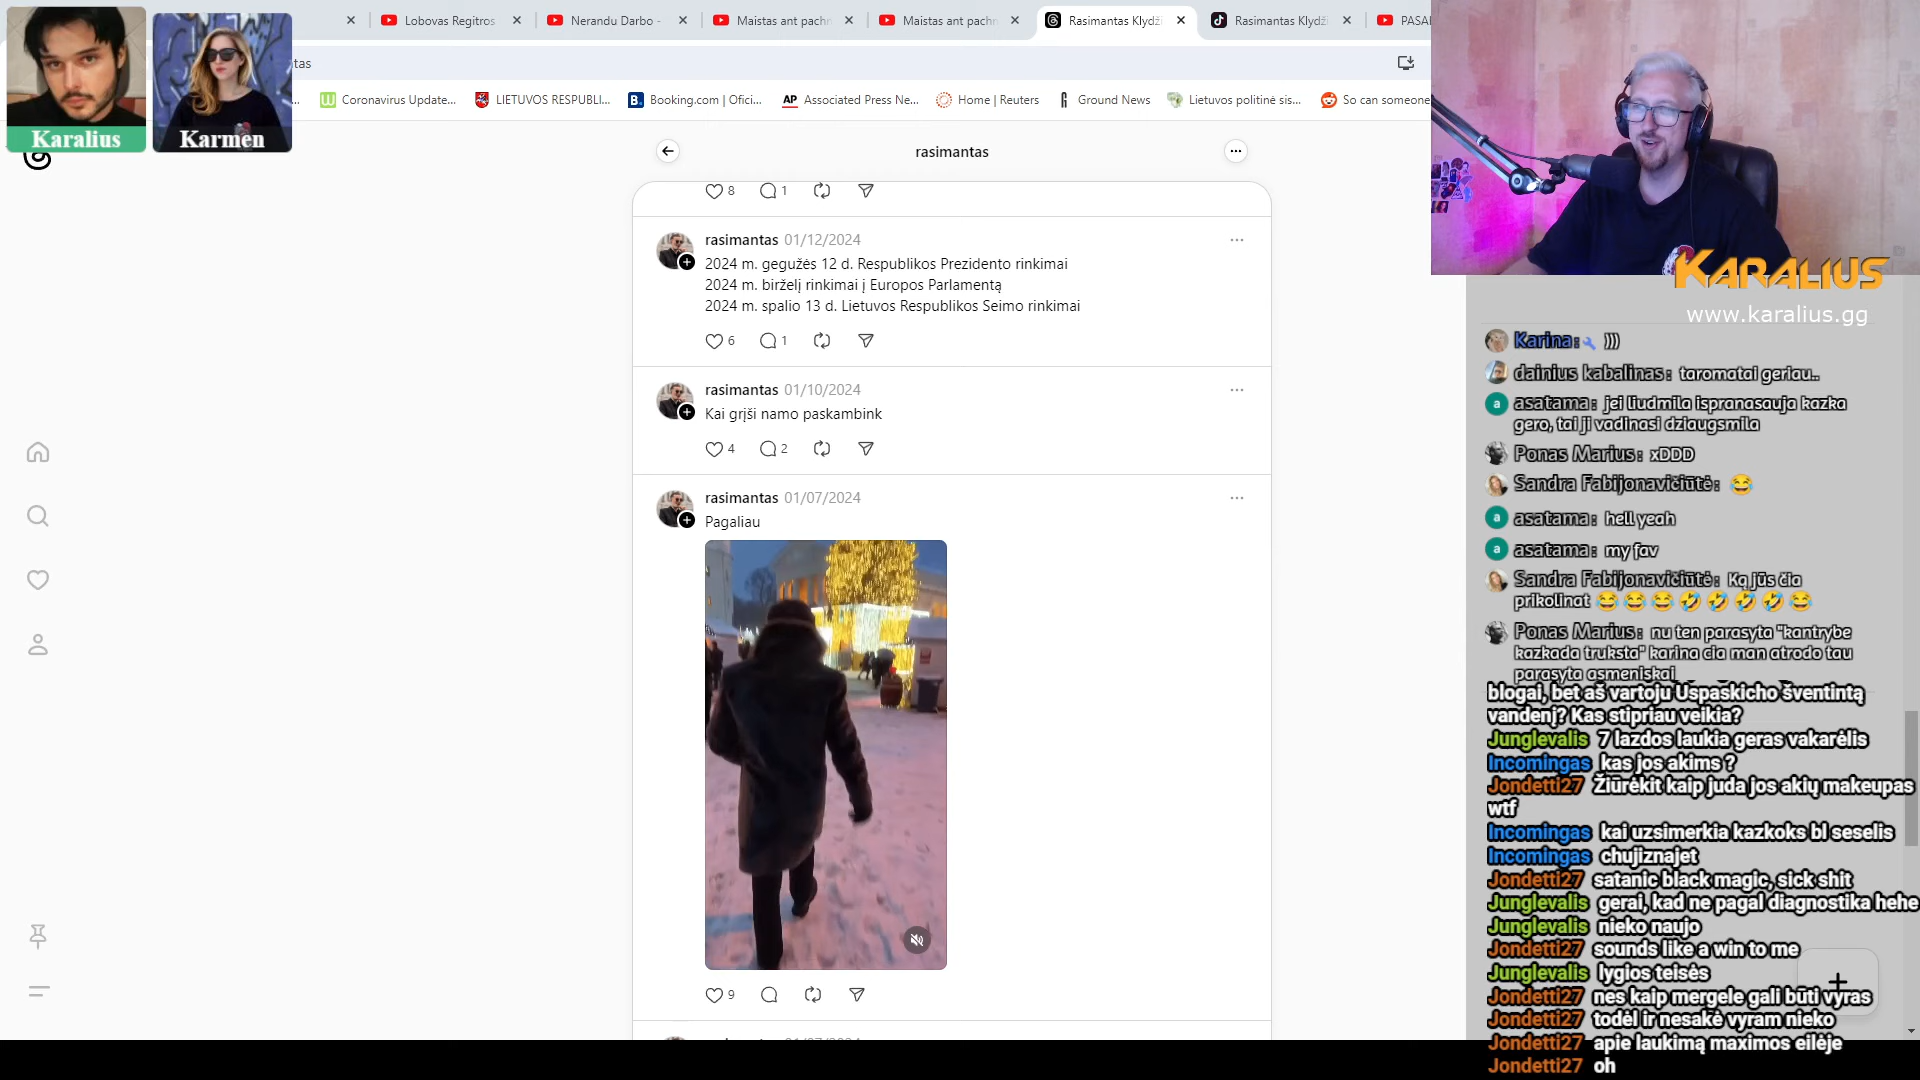 Lobovas Regitros
Nerandu Darbo -
Maistas ant pach
Maistas ant pach
Rasimantas Klydži
Rasimantas Klydži
PASAI
tas
Coronavirus Update...
LIETUVOS RESPUBLI...
Booking.com | Ofici...
AP Associated Press Ne...
Home | Reuters
Ground News
Lietuvos politinė sis...
So can someone
Karalius
Karmen
rasimantas
8 1
rasimantas 01/12/2024
2024 m. gegužės 12 d. Respublikos Prezidento rinkimai
2024 m. birželį rinkimai į Europos Parlamentą
2024 m. spalio 13 d. Lietuvos Respublikos Seimo rinkimai
6 1
rasimantas 01/10/2024
Kai grįši namo paskambink
4 2
rasimantas 01/07/2024
Pagaliau
9
KARALIUS
www.karalius.gg
Karina: )))
dainius kabalinas: taromatai geriau..
asatama: jei liudmila ispranasauja kazka
gero, tai ji vadinasi dziaugsmila
Ponas Marius: xDDD
Sandra Fabijonavičiūtė: 😂
asatama: hell yeah
asatama: my fav
Sandra Fabijonavičiūtė: Ką jūs čia
prikolinat 😂😂😂🤣🤣🤣🤣😂
Ponas Marius: nu ten parasyta "kantrybe
kazkada truksta" karina cia man atrodo tau
parasyta asmeniskai
blogai, bet aš vartoju Uspaskicho šventintą
vandenį? Kas stipriau veikia?
Junglevalis 7 lazdos laukia geras vakarėlis
Incomingas kas jos akims ?
Jondetti27 Žiūrėkit kaip juda jos akių makeupas
wtf
Incomingas kai uzsimerkia kazkoks bl seselis
Incomingas chujiznajet
Jondetti27 satanic black magic, sick shit
Junglevalis gerai, kad ne pagal diagnostika hehe
Junglevalis nieko naujo
Jondetti27 sounds like a win to me
Junglevalis lygios teisės
Jondetti27 nes kaip mergele gali būti vyras
Jondetti27 todėl ir nesakė vyram nieko
Jondetti27 apie laukimą maximos eilėje
Jondetti27 oh